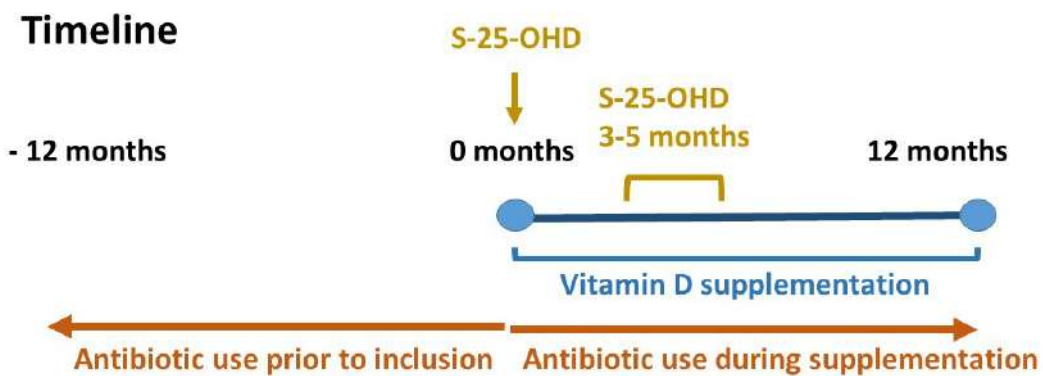 Timeline
S-25-OHD
S-25-OHD
3-5 months
- 12 months
0 months
12 months
Vitamin D supplementation
Antibiotic use prior to inclusion
Antibiotic use during supplementation